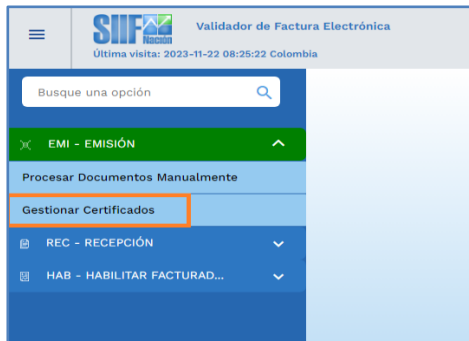 SIIF Nación
Validador de Factura Electrónica
Última visita: 2023-11-22 08:25:22 Colombia
Busque una opción
EMI - EMISIÓN
Procesar Documentos Manualmente
Gestionar Certificados
REC - RECEPCIÓN
HAB - HABILITAR FACTURAD...